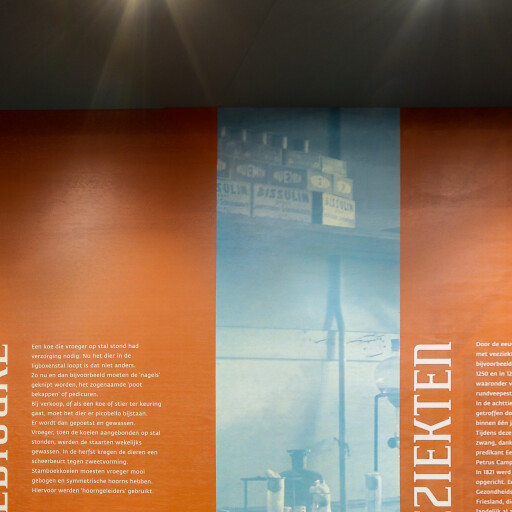 BISSULIN
BISSULIN
Een koe die vroeger op stal stond had
verzorging nodig. Nu het dier in de
ligboxenstal loopt is dat niet anders.
Zo nu en dan bijvoorbeeld moeten de 'nagels'
geknipt worden, het zogenaamde 'poot
bekappen' of pedicuren.
Bij verkoop, of als een koe of stier ter keuring
gaat, moet het dier er picobello bijstaan.
Er wordt dan gepoetst en gewassen.
Vroeger, toen de koeien aangebonden op stal
stonden, werden de staarten wekelijks
gewassen. In de herfst kregen de dieren een
scheerbeurt tegen zweetvorming.
Stamboekkoeien moesten vroeger mooi
gebogen en symmetrische hoorns hebben.
Hiervoor werden 'hoorngeleiders' gebruikt.
ZIEKTEN
Door de eeu
met veeziekt
bijvoorbeeld
1250 en in 12
waaronder v
rundveepest
In de achttie
getroffen do
binnen één j
Tijdens deze
zwang, dank
predikant Ee
Petrus Camp
In 1821 werd
opgericht. Ee
Gezondheids
Friesland, di